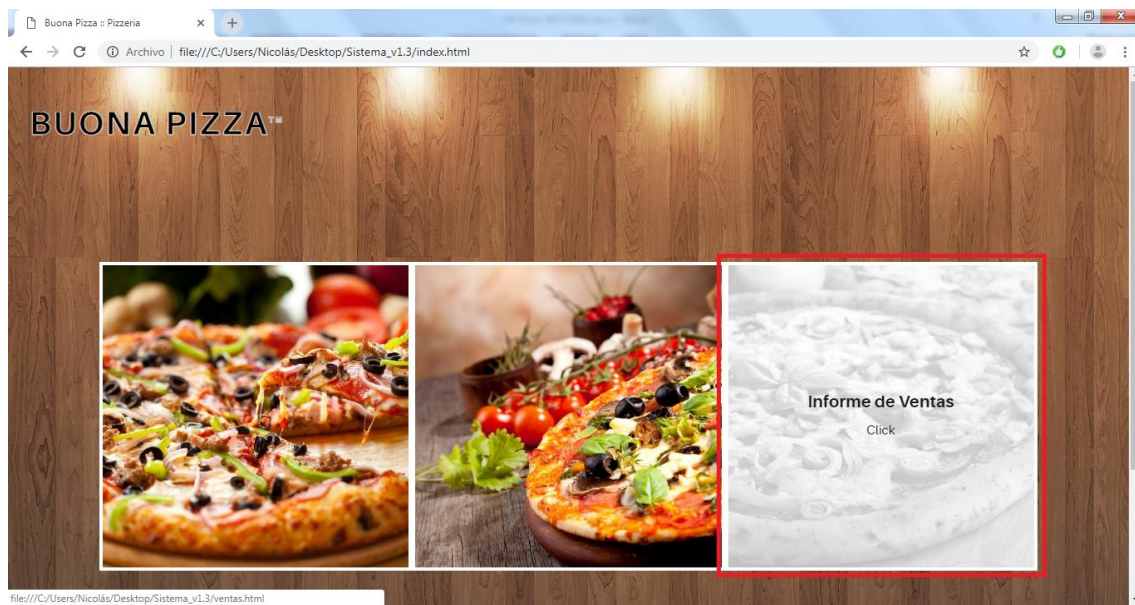 Buona Pizza :: Pizzeria
Archivo | file:///C:/Users/Nicolás/Desktop/Sistema_v1.3/index.html
BUONA PIZZA™
Informe de Ventas
Click
file:///C:/Users/Nicolás/Desktop/Sistema_v1.3/ventas.html